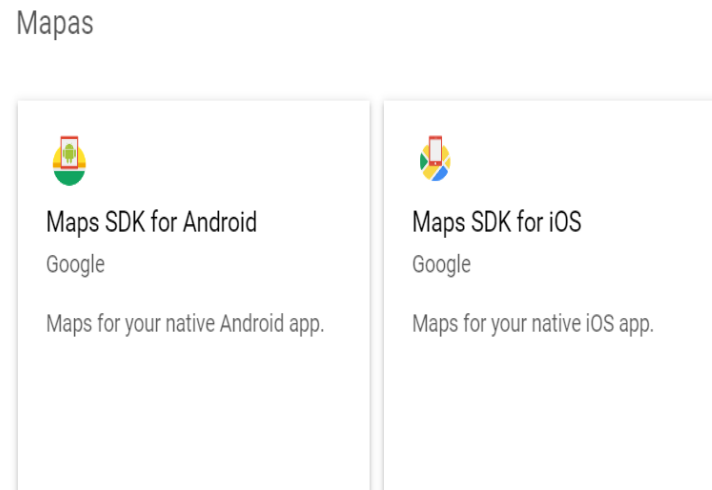 Mapas
Maps SDK for Android
Google
Maps for your native Android app.
Maps SDK for iOS
Google
Maps for your native iOS app.